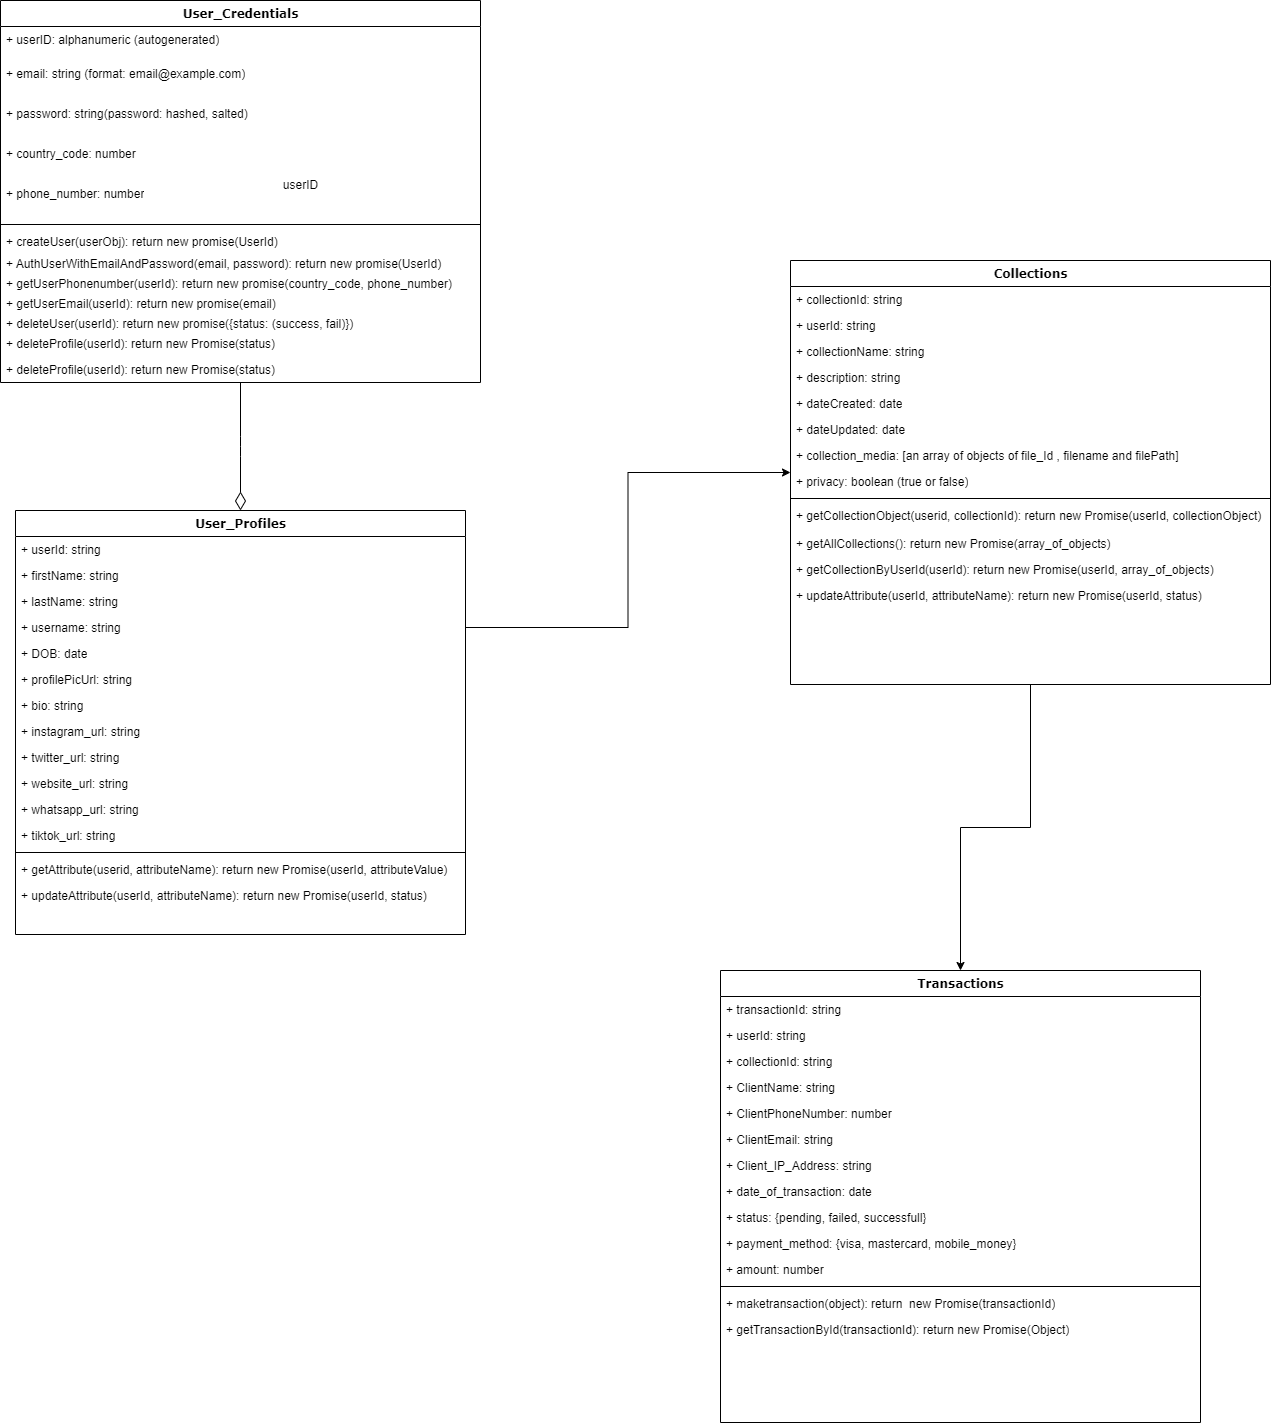 User_Credentials
+ userID: alphanumeric (autogenerated)
+ email: string (format: email@example.com)
+ password: string(password: hashed, salted)
+ country_code: number
userID
+ phone_number: number
+ createUser(userObj): return new promise(UserId)
+ AuthUserWithEmailAndPassword(email, password): return new promise(UserId)
+ getUserPhonenumber(userId): return new promise(country_code, phone_number)
+ getUserEmail(userId): return new promise(email)
+ deleteUser(userId): return new promise({status: (success, fail)})
+ deleteProfile(userId): return new Promise(status)
+ deleteProfile(userId): return new Promise(status)
User_Profiles
+ userId: string
+ firstName: string
+ lastName: string
+ username: string
+ DOB: date
+ profilePicUrl: string
+ bio: string
+ instagram_url: string
+ twitter_url: string
+ website_url: string
+ whatsapp_url: string
+ tiktok_url: string
+ getAttribute(userid, attributeName): return new Promise(userId, attributeValue)
+ updateAttribute(userId, attributeName): return new Promise(userId, status)
Collections
+ collectionId: string
+ userId: string
+ collectionName: string
+ description: string
+ dateCreated: date
+ dateUpdated: date
+ collection_media: [an array of objects of file_Id , filename and filePath]
+ privacy: boolean (true or false)
+ getCollectionObject(userid, collectionId): return new Promise(userId, collectionObject)
+ getAllCollections(): return new Promise(array_of_objects)
+ getCollectionByUserId(userId): return new Promise(userId, array_of_objects)
+ updateAttribute(userId, attributeName): return new Promise(userId, status)
Transactions
+ transactionId: string
+ userId: string
+ collectionId: string
+ ClientName: string
+ ClientPhoneNumber: number
+ ClientEmail: string
+ Client_IP_Address: string
+ date_of_transaction: date
+ status: {pending, failed, successfull}
+ payment_method: {visa, mastercard, mobile_money}
+ amount: number
+ maketransaction(object): return  new Promise(transactionId)
+ getTransactionById(transactionId): return new Promise(Object)